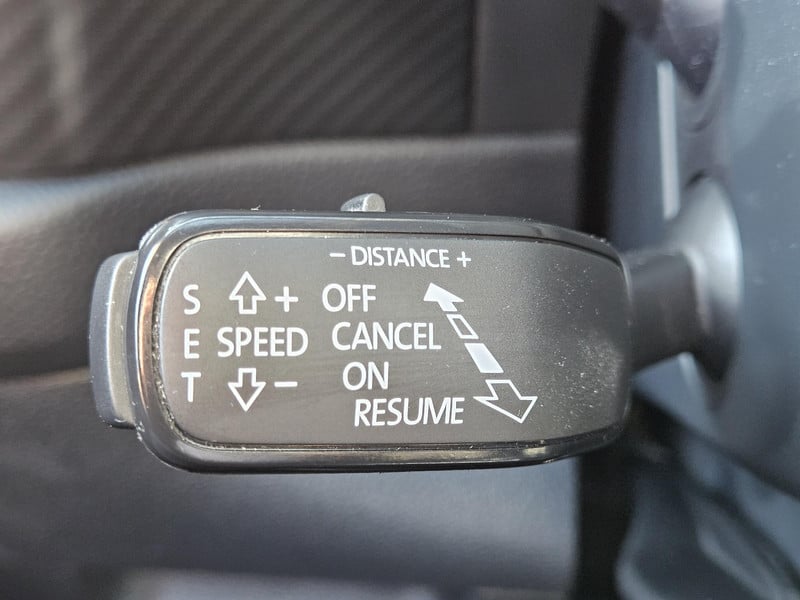 − DISTANCE +
S + OFF
E SPEED CANCEL
T − ON
RESUME